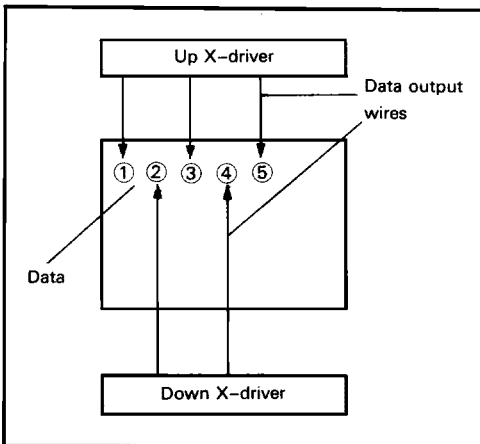 Up X-driver
Data output
wires
① ② ③ ④ ⑤
Data
Down X-driver